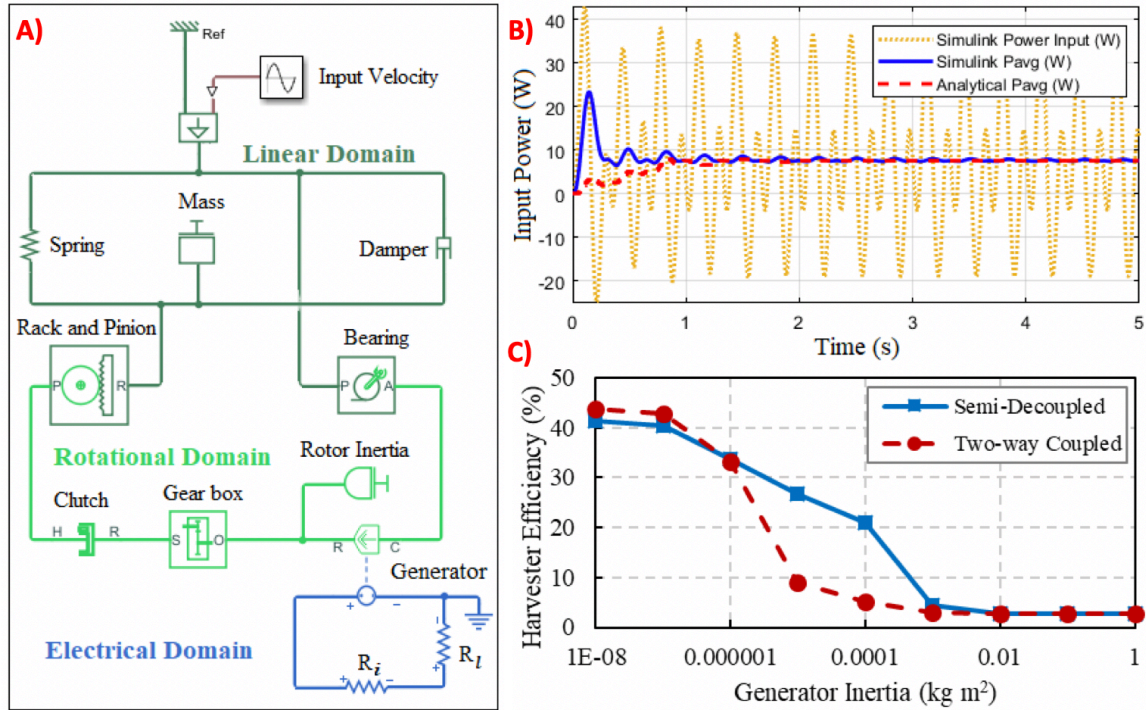 A)
Ref
Input Velocity
Linear Domain
Mass
Spring
Damper
Rack and Pinion
Bearing
P
R
P
A
Rotational Domain
Rotor Inertia
Clutch
Gear box
H
R
S
O
R
C
Generator
+
−
Electrical Domain
−
R𝑙
+
+
R𝑖
−
B)
Input Power (W)
40
30
20
10
0
-10
-20
Simulink Power Input (W)
Simulink Pavg (W)
Analytical Pavg (W)
0
1
2
3
4
5
Time (s)
C)
Harvester Efficiency (%)
50
40
30
20
10
0
Semi-Decoupled
Two-way Coupled
1E-08
0.000001
0.0001
0.01
1
Generator Inertia (kg m²)